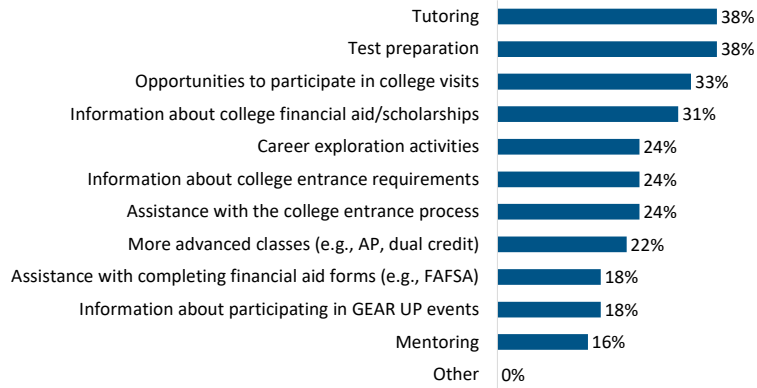 Tutoring 38%
Test preparation 38%
Opportunities to participate in college visits 33%
Information about college financial aid/scholarships 31%
Career exploration activities 24%
Information about college entrance requirements 24%
Assistance with the college entrance process 24%
More advanced classes (e.g., AP, dual credit) 22%
Assistance with completing financial aid forms (e.g., FAFSA) 18%
Information about participating in GEAR UP events 18%
Mentoring 16%
Other 0%